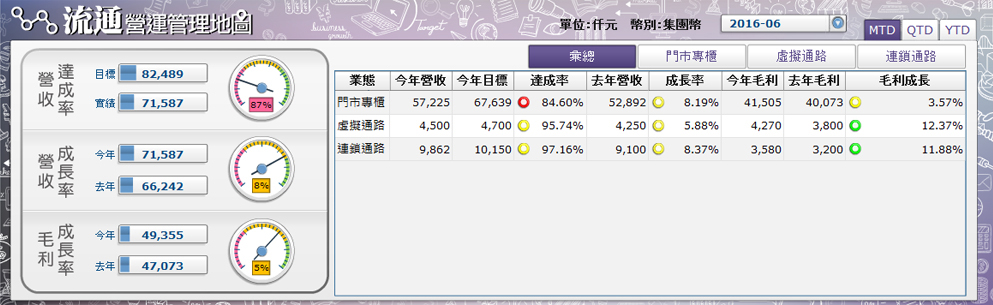 流通營運管理地圖
單位:仟元 幣別:集團幣 2016-06
MTD QTD YTD
彙總 門市專櫃 虛擬通路 連鎖通路
營收達成率
目標 82,489
實績 71,587
87%
營收成長率
今年 71,587
去年 66,242
8%
毛利成長率
今年 49,355
去年 47,073
5%
業態 今年營收 今年目標 達成率 去年營收 成長率 今年毛利 去年毛利 毛利成長
門市專櫃 57,225 67,639 84.60% 52,892 8.19% 41,505 40,073 3.57%
虛擬通路 4,500 4,700 95.74% 4,250 5.88% 4,270 3,800 12.37%
連鎖通路 9,862 10,150 97.16% 9,100 8.37% 3,580 3,200 11.88%